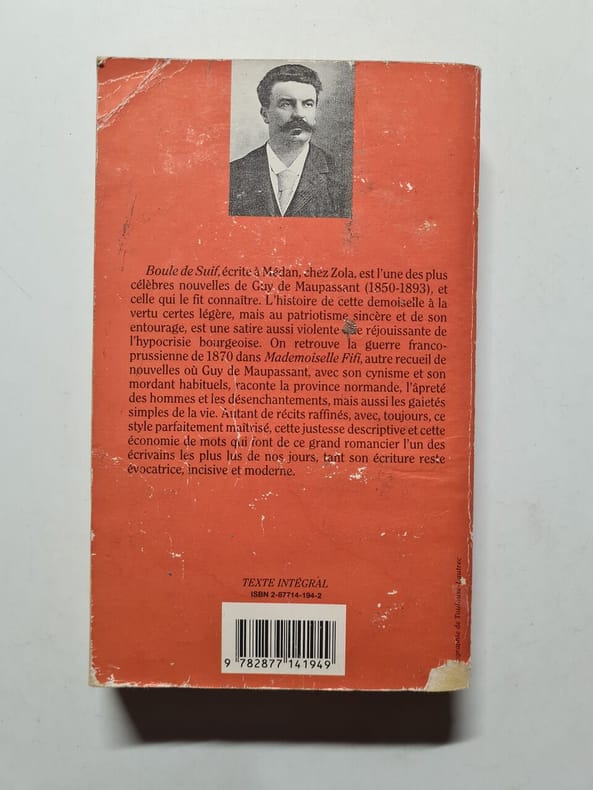 Boule de Suif, écrite à Médan, chez Zola, est l'une des plus
célèbres nouvelles de Guy de Maupassant (1850-1893), et
celle qui le fit connaître. L'histoire de cette demoiselle à la
vertu certes légère, mais au patriotisme sincère et de son
entourage, est une satire aussi violente réjouissante de
l'hypocrisie bourgeoise. On retrouve la guerre franco-
prussienne de 1870 dans Mademoiselle Fifi, autre recueil de
nouvelles où Guy de Maupassant, avec son cynisme et son
mordant habituels, raconte la province normande, l'âpreté
des hommes et les désenchantements, mais aussi les gaietés
simples de la vie. Autant de récits raffinés, avec, toujours, ce
style parfaitement maîtrisé, cette justesse descriptive et cette
économie de mots qui font de ce grand romancier l'un des
écrivains les plus lus de nos jours, tant son écriture reste
évocatrice, incisive et moderne.
TEXTE INTÉGRAL
ISBN 2-87714-194-2
9 782877 141949
de Toulouse-Lautrec